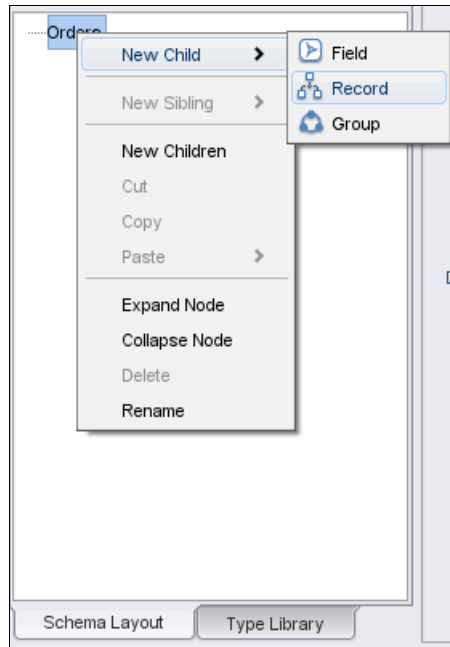 Orders
New Child
Field
Record
Group
New Sibling
New Children
Cut
Copy
Paste
Expand Node
Collapse Node
Delete
Rename
Schema Layout
Type Library